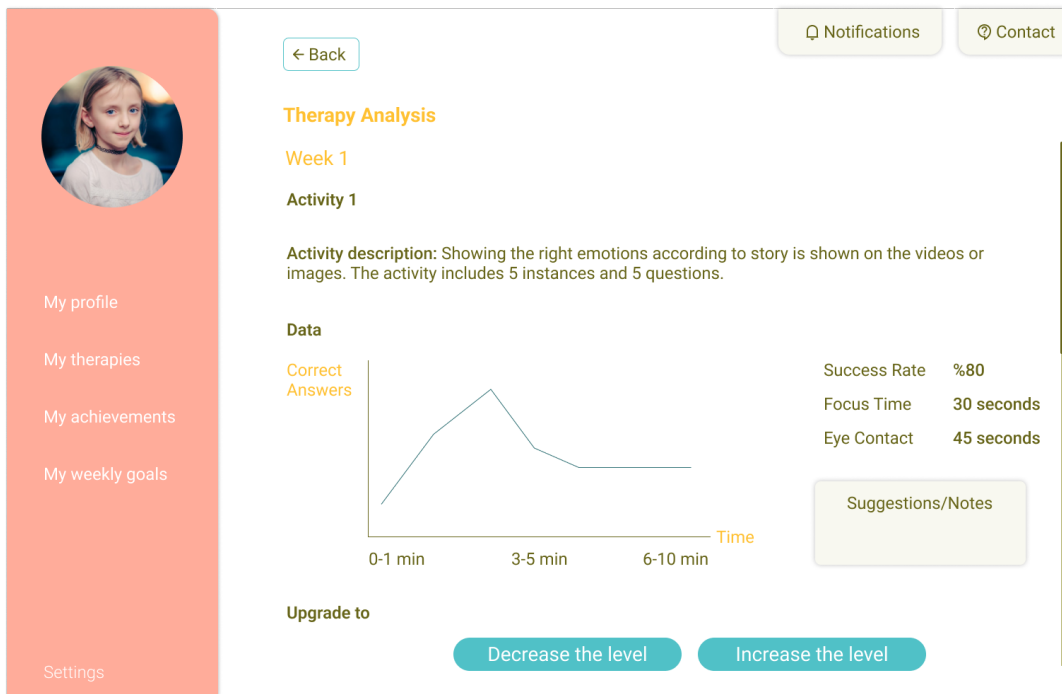 Notifications
Contact
← Back
Therapy Analysis
Week 1
Activity 1
Activity description: Showing the right emotions according to story is shown on the videos or
images. The activity includes 5 instances and 5 questions.
My profile
My therapies
My achievements
My weekly goals
Settings
Data
Correct
Answers
Time
0-1 min
3-5 min
6-10 min
Success Rate %80
Focus Time 30 seconds
Eye Contact 45 seconds
Suggestions/Notes
Upgrade to
Decrease the level
Increase the level